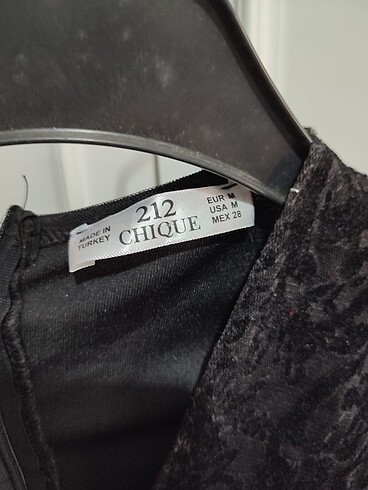 MADE IN
TURKEY
212
CHIQUE
EUR M
USA M
MEX 28